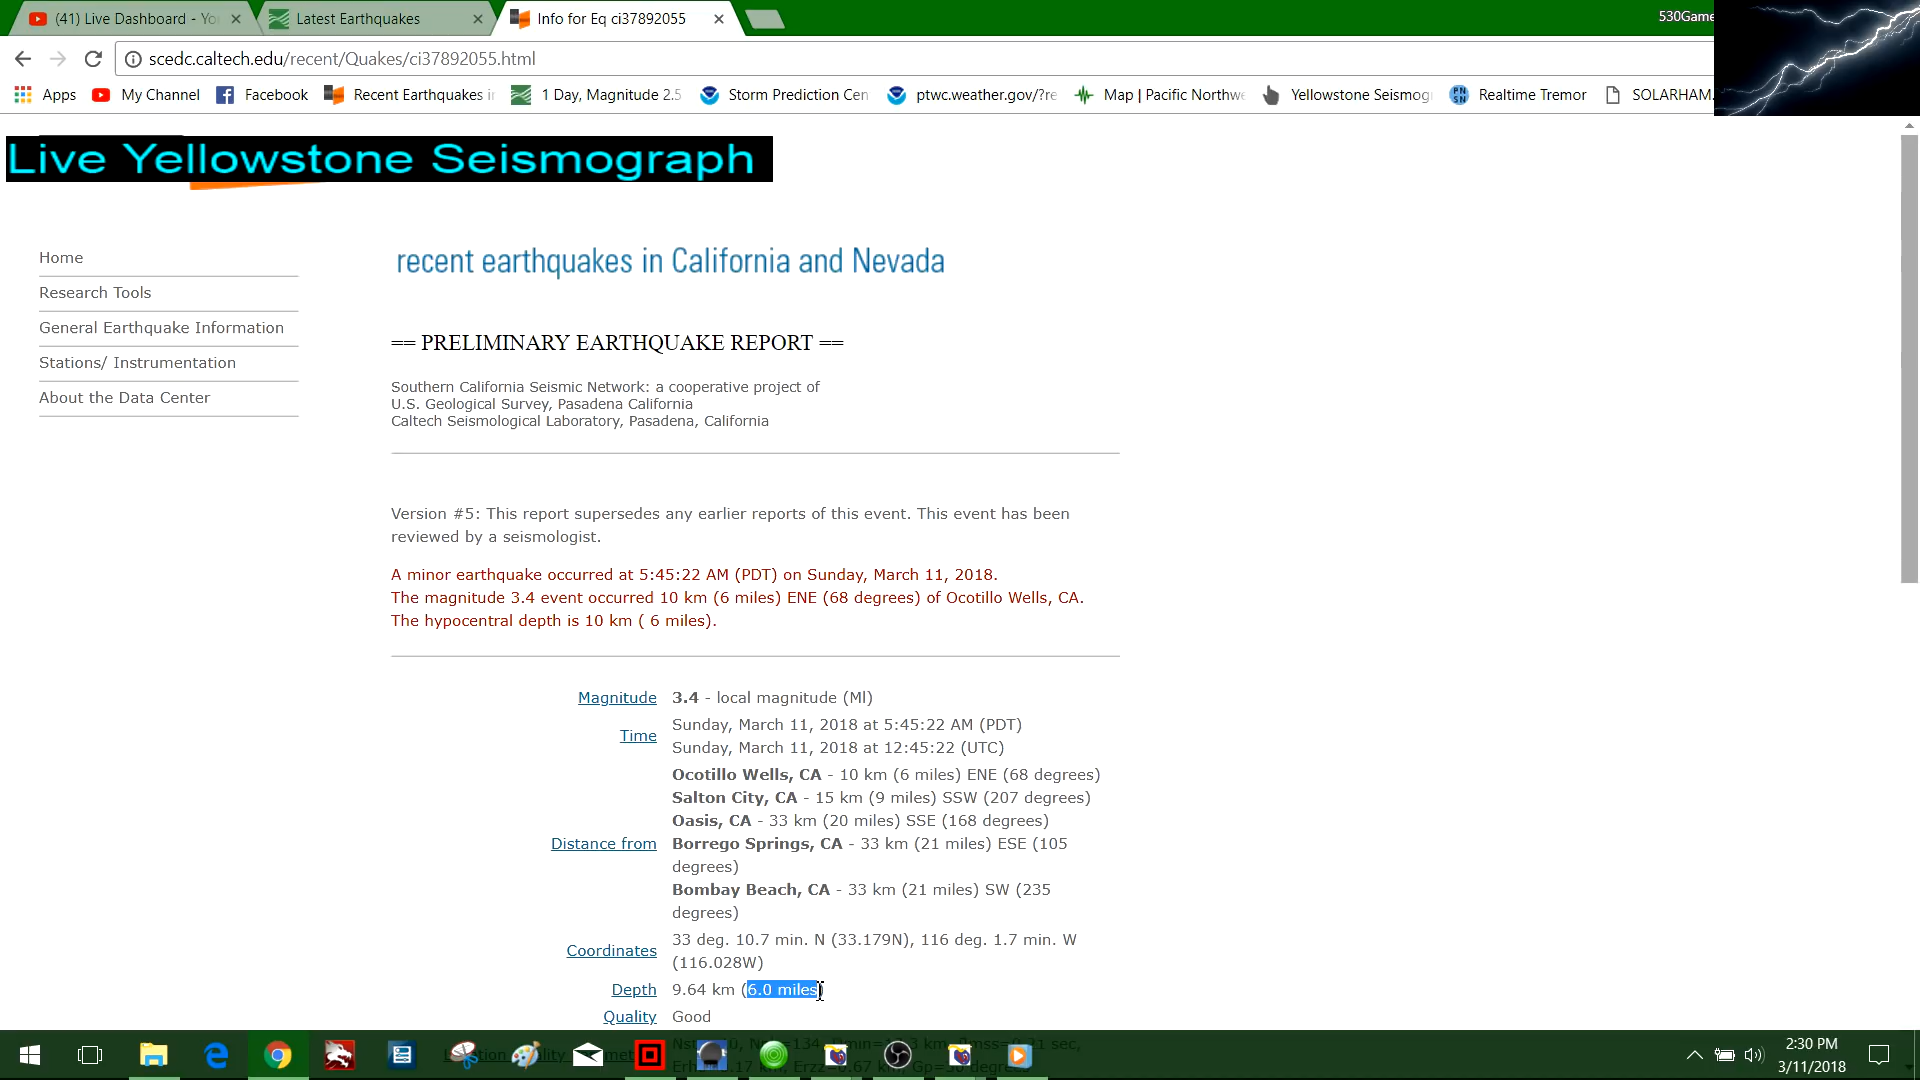 (41) Live Dashboard - You
Latest Earthquakes
Info for Eq ci37892055
530Game
scedc.caltech.edu/recent/Quakes/ci37892055.html
Apps
My Channel
Facebook
Recent Earthquakes in
1 Day, Magnitude 2.5
Storm Prediction Cen
ptwc.weather.gov/?re
Map | Pacific Northwe
Yellowstone Seismog
Realtime Tremor
SOLARHAM.
Live Yellowstone Seismograph
Home
Research Tools
General Earthquake Information
Stations/ Instrumentation
About the Data Center
recent earthquakes in California and Nevada
== PRELIMINARY EARTHQUAKE REPORT ==
Southern California Seismic Network: a cooperative project of
U.S. Geological Survey, Pasadena California
Caltech Seismological Laboratory, Pasadena, California
Version #5: This report supersedes any earlier reports of this event. This event has been
reviewed by a seismologist.
A minor earthquake occurred at 5:45:22 AM (PDT) on Sunday, March 11, 2018.
The magnitude 3.4 event occurred 10 km (6 miles) ENE (68 degrees) of Ocotillo Wells, CA.
The hypocentral depth is 10 km ( 6 miles).
Magnitude 3.4 - local magnitude (Ml)
Time Sunday, March 11, 2018 at 5:45:22 AM (PDT)
Sunday, March 11, 2018 at 12:45:22 (UTC)
Distance from Ocotillo Wells, CA - 10 km (6 miles) ENE (68 degrees)
Salton City, CA - 15 km (9 miles) SSW (207 degrees)
Oasis, CA - 33 km (20 miles) SSE (168 degrees)
Borrego Springs, CA - 33 km (21 miles) ESE (105
degrees)
Bombay Beach, CA - 33 km (21 miles) SW (235
degrees)
Coordinates 33 deg. 10.7 min. N (33.179N), 116 deg. 1.7 min. W
(116.028W)
Depth 9.64 km (6.0 miles)
Quality Good
2:30 PM
3/11/2018